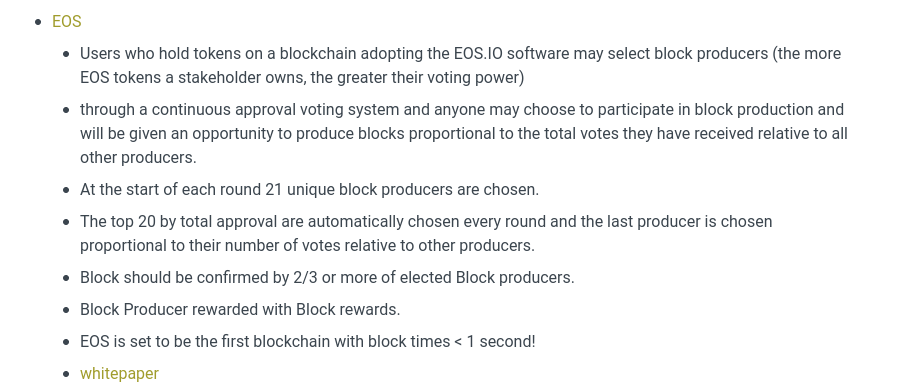 EOS
Users who hold tokens on a blockchain adopting the EOS.IO software may select block producers (the more
EOS tokens a stakeholder owns, the greater their voting power)
through a continuous approval voting system and anyone may choose to participate in block production and
will be given an opportunity to produce blocks proportional to the total votes they have received relative to all
other producers.
At the start of each round 21 unique block producers are chosen.
The top 20 by total approval are automatically chosen every round and the last producer is chosen
proportional to their number of votes relative to other producers.
Block should be confirmed by 2/3 or more of elected Block producers.
Block Producer rewarded with Block rewards.
EOS is set to be the first blockchain with block times < 1 second!
whitepaper